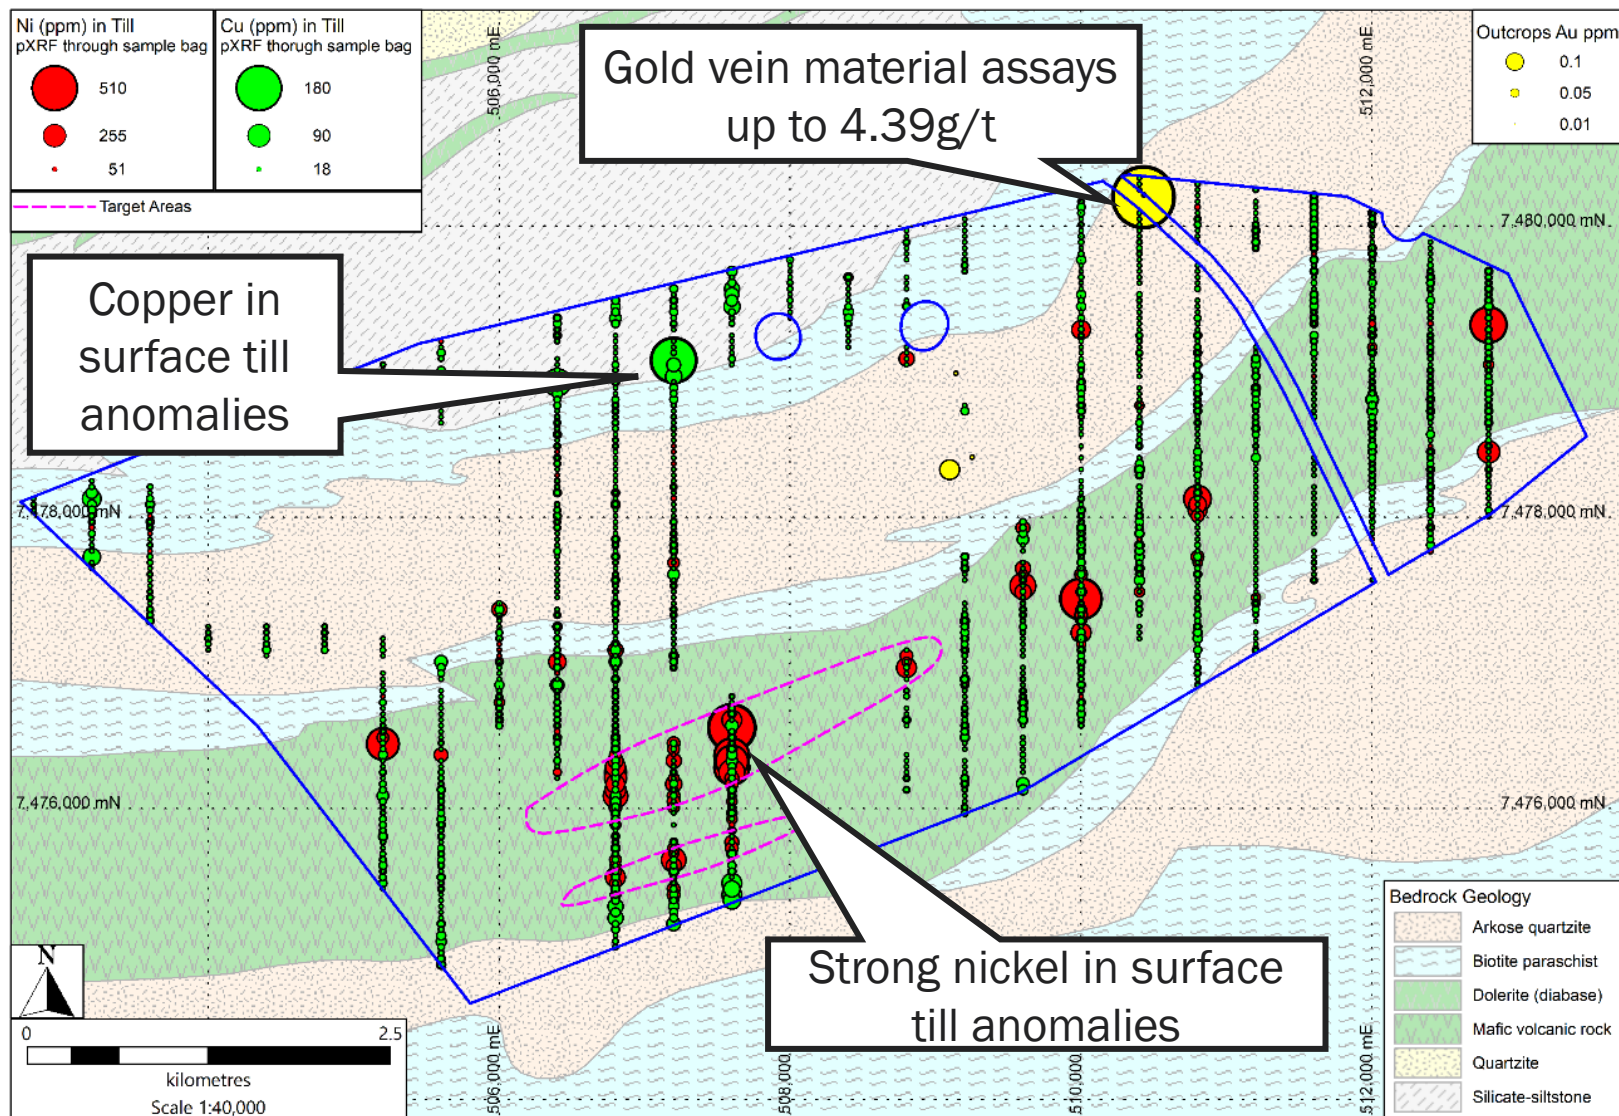 Ni (ppm) in Till
pXRF through sample bag
510
255
51
Cu (ppm) in Till
pXRF thorugh sample bag
180
90
18
Target Areas
506,000 mE
Gold vein material assays
up to 4.39g/t
512,000 mE
Outcrops Au ppm
0.1
0.05
0.01
7,480,000 mN
Copper in
surface till
anomalies
7,478,000 mN
7,478,000 mN
7,476,000 mN
7,476,000 mN
Strong nickel in surface
till anomalies
Bedrock Geology
Arkose quartzite
Biotite paraschist
Dolerite (diabase)
Mafic volcanic rock
Quartzite
Silicate-siltstone
N
0
2.5
kilometres
Scale 1:40,000
506,000 mE
508,000 mE
510,000 mE
512,000 mE